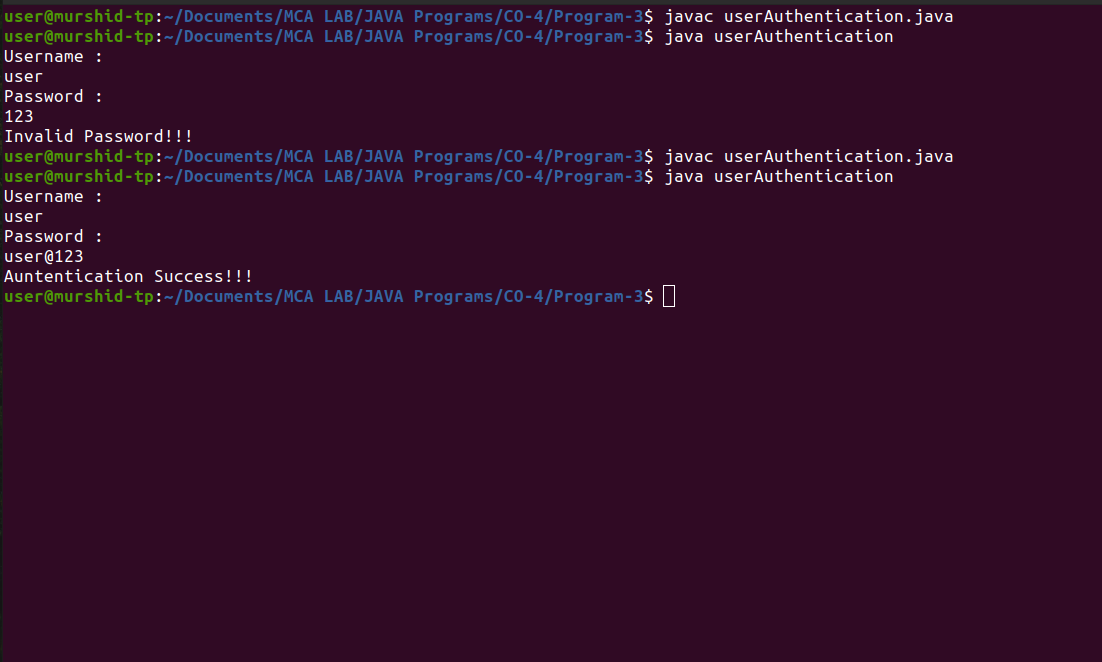 user@murshid-tp:~/Documents/MCA LAB/JAVA Programs/CO-4/Program-3$ javac userAuthentication.java
user@murshid-tp:~/Documents/MCA LAB/JAVA Programs/CO-4/Program-3$ java userAuthentication
Username :
user
Password :
123
Invalid Password!!!
user@murshid-tp:~/Documents/MCA LAB/JAVA Programs/CO-4/Program-3$ javac userAuthentication.java
user@murshid-tp:~/Documents/MCA LAB/JAVA Programs/CO-4/Program-3$ java userAuthentication
Username :
user
Password :
user@123
Auntentication Success!!!
user@murshid-tp:~/Documents/MCA LAB/JAVA Programs/CO-4/Program-3$